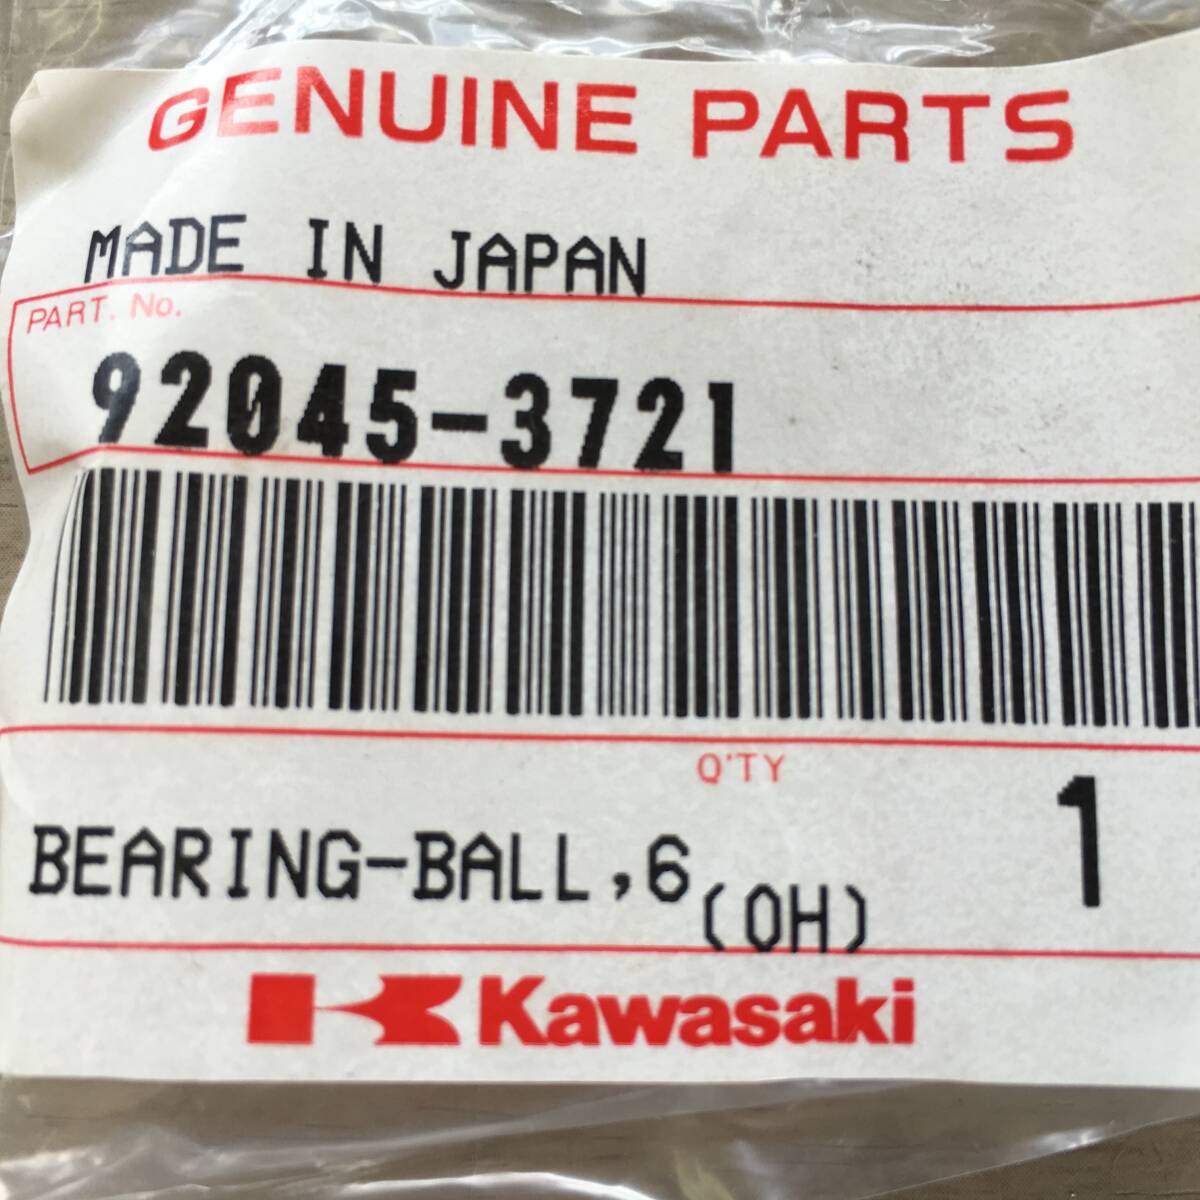 GENUINE PARTS
MADE IN JAPAN
PART. No.
92045-3721
Q'TY
1
BEARING-BALL,6
(OH)
Kawasaki